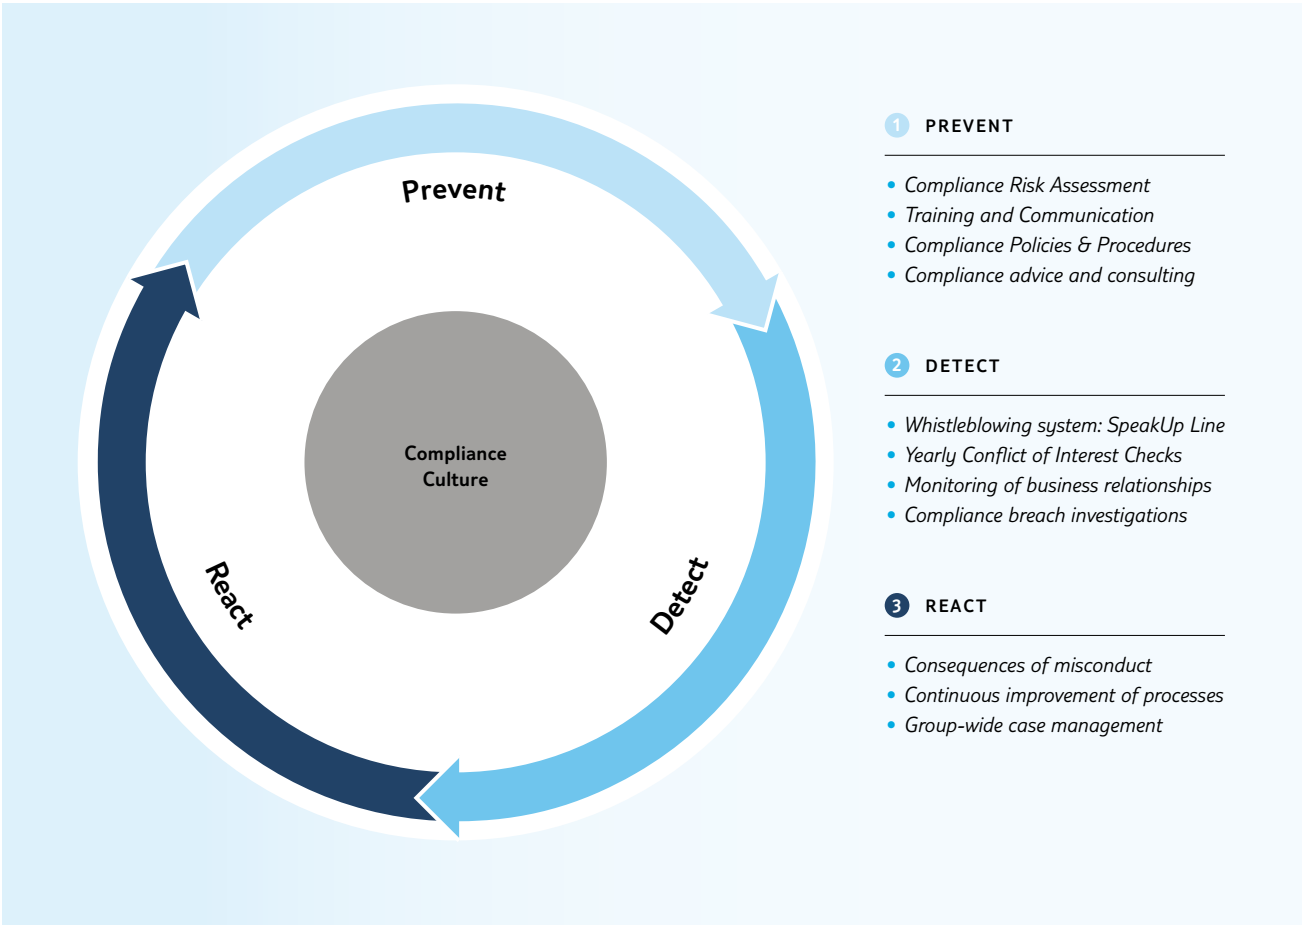 Prevent
Compliance
Culture
React
Detect
1 PREVENT
• Compliance Risk Assessment
• Training and Communication
• Compliance Policies & Procedures
• Compliance advice and consulting
2 DETECT
• Whistleblowing system: SpeakUp Line
• Yearly Conflict of Interest Checks
• Monitoring of business relationships
• Compliance breach investigations
3 REACT
• Consequences of misconduct
• Continuous improvement of processes
• Group-wide case management